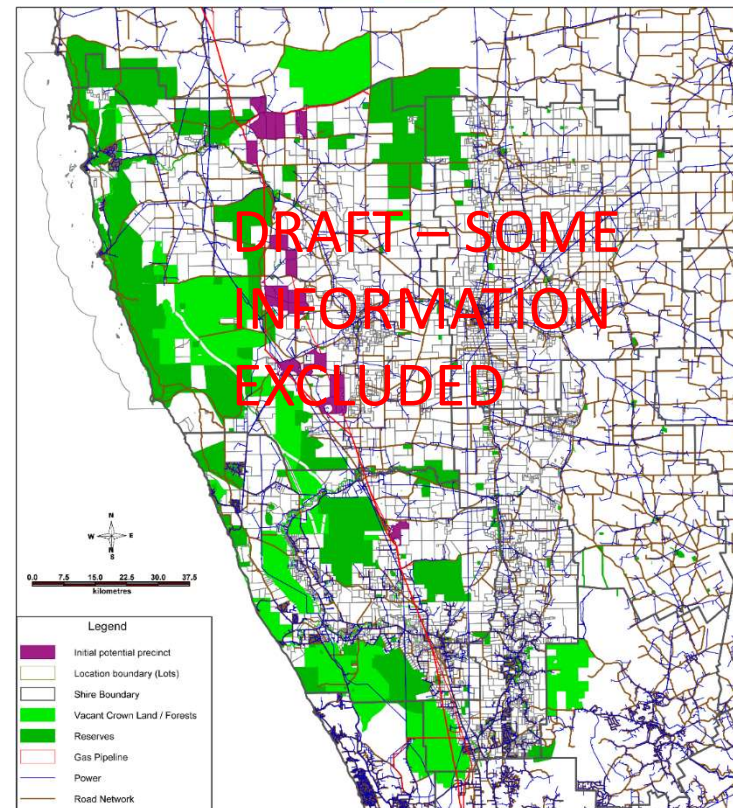 DRAFT – SOME
INFORMATION
EXCLUDED
N
W E
S
0.0 7.5 15.0 22.5 30.0 37.5
kilometres
Legend
Initial potential precinct
Location boundary (Lots)
Shire Boundary
Vacant Crown Land / Forests
Reserves
Gas Pipeline
Power
Road Network